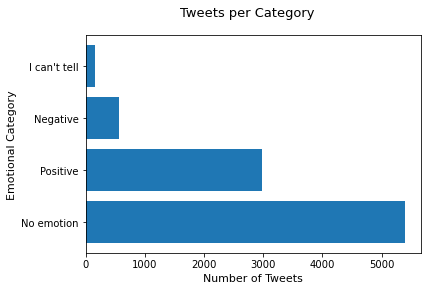 Tweets per Category
Emotional Category
I can't tell
Negative
Positive
No emotion
0 1000 2000 3000 4000 5000
Number of Tweets